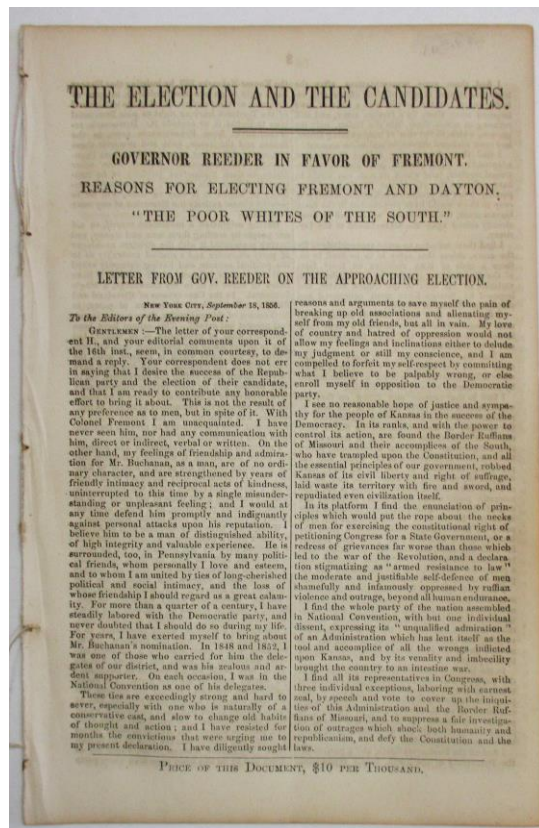 THE ELECTION AND THE CANDIDATES.
GOVERNOR REEDER IN FAVOR OF FREMONT.
REASONS FOR ELECTING FREMONT AND DAYTON.
"THE POOR WHITES OF THE SOUTH."
LETTER FROM GOV. REEDER ON THE APPROACHING ELECTION.
NEW YORK CITY, September 18, 1856.
To the Editors of the Evening Post:
GENTLEMEN:—The letter of your correspond-
ent H., and your editorial comments upon it of
the 16th inst., seem, in common courtesy, to de-
mand a reply. Your correspondent does not err
in saying that I desire the success of the Repub-
lican party and the election of their candidate,
and that I am ready to contribute any honorable
effort to bring it about. This is not the result of
any preference as to men, but in spite of it. With
Colonel Fremont I am unacquainted. I have
never seen him, nor had any communication with
him, direct or indirect, verbal or written. On the
other hand, my feelings of friendship and admira-
tion for Mr. Buchanan, as a man, are of no ordi-
nary character, and are strengthened by years of
friendly intimacy and reciprocal acts of kindness,
uninterrupted to this time by a single misunder-
standing or unpleasant feeling; and I would at
any time defend him promptly and indignantly
against personal attacks upon his reputation. I
believe him to be a man of distinguished ability,
of high integrity and valuable experience. He is
surrounded, too, in Pennsylvania by many politi-
cal friends, whom personally I love and esteem,
and to whom I am united by ties of long-cherished
political and social intimacy, and the loss of
whose friendship I should regard as a great calam-
ity. For more than a quarter of a century, I have
steadily labored with the Democratic party, and
never doubted that I should do so during my life.
For years, I have exerted myself to bring about
Mr. Buchanan's nomination. In 1848 and 1852, I
was one of those who carried for him the dele-
gates of our district, and was his zealous and ar-
dent supporter. On each occasion, I was in the
National Convention as one of his delegates.
These ties are exceedingly strong and hard to
sever, especially with one who is naturally of a
conservative cast, and slow to change old habits
of thought and action; and I have resisted for
months the convictions that were urging me to
my present declaration. I have diligently sought
reasons and arguments to save myself the pain of
breaking up old associations and alienating my-
self from my old friends, but all in vain. My love
of country and hatred of oppression would not
allow my feelings and inclinations either to delude
my judgment or still my conscience, and I am
compelled to forfeit my self-respect by committing
what I believe to be palpably wrong, or else
enroll myself in opposition to the Democratic
party.
I see no reasonable hope of justice and sympa-
thy for the people of Kansas in the success of the
Democracy. In its ranks, and with the power to
control its action, are found the Border Ruffians
of Missouri and their accomplices of the South,
who have trampled upon the Constitution, and all
the essential principles of our government, robbed
Kansas of its civil liberty and right of suffrage,
laid waste its territory with fire and sword, and
repudiated even civilization itself.
In its platform I find the enunciation of prin-
ciples which would put the rope about the necks
of men for exercising the constitutional right of
petitioning Congress for a State Government, or a
redress of grievances far worse than those which
led to the war of the Revolution, and a declara-
tion stigmatizing as "armed resistance to law"
the moderate and justifiable self-defence of men
shamefully and infamously oppressed by ruffian
violence and outrage, beyond all human endurance.
I find the whole party of the nation assembled
in National Convention, with but one individual
dissent, expressing its "unqualified admiration"
of an Administration which has lent itself as the
tool and accomplice of all the wrongs inflicted
upon Kansas, and by its venality and imbecility
brought the country to an intestine war.
I find all its representatives in Congress, with
three individual exceptions, laboring with earnest
zeal, by speech and vote to cover up the iniqui-
ties of this Administration and the Border Ruf-
fians of Missouri, and to suppress a fair investiga-
tion of outrages which shock both humanity and
republicanism, and defy the Constitution and the
laws.
PRICE OF THIS DOCUMENT, $10 PER THOUSAND.